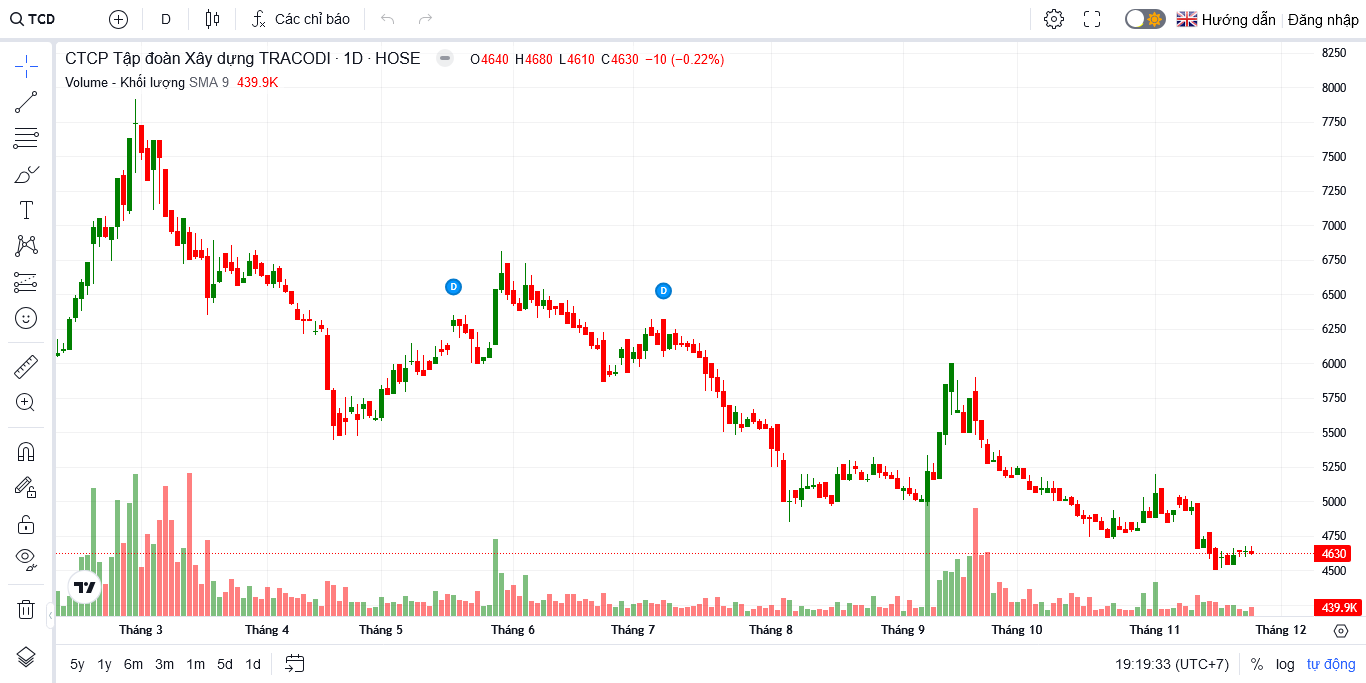 TCD D Các chỉ báo Hướng dẫn Đăng nhập
CTCP Tập đoàn Xây dựng TRACODI · 1D · HOSE O4640 H4680 L4610 C4630 −10 (−0.22%)
Volume - Khối lượng SMA 9 439.9K
8250
8000
7750
7500
7250
7000
6750
6500
6250
6000
5750
5500
5250
5000
4750
4630
4500
439.9K
D
D
Tháng 3 Tháng 4 Tháng 5 Tháng 6 Tháng 7 Tháng 8 Tháng 9 Tháng 10 Tháng 11 Tháng 12
5y 1y 6m 3m 1m 5d 1d 19:19:33 (UTC+7) % log tự động